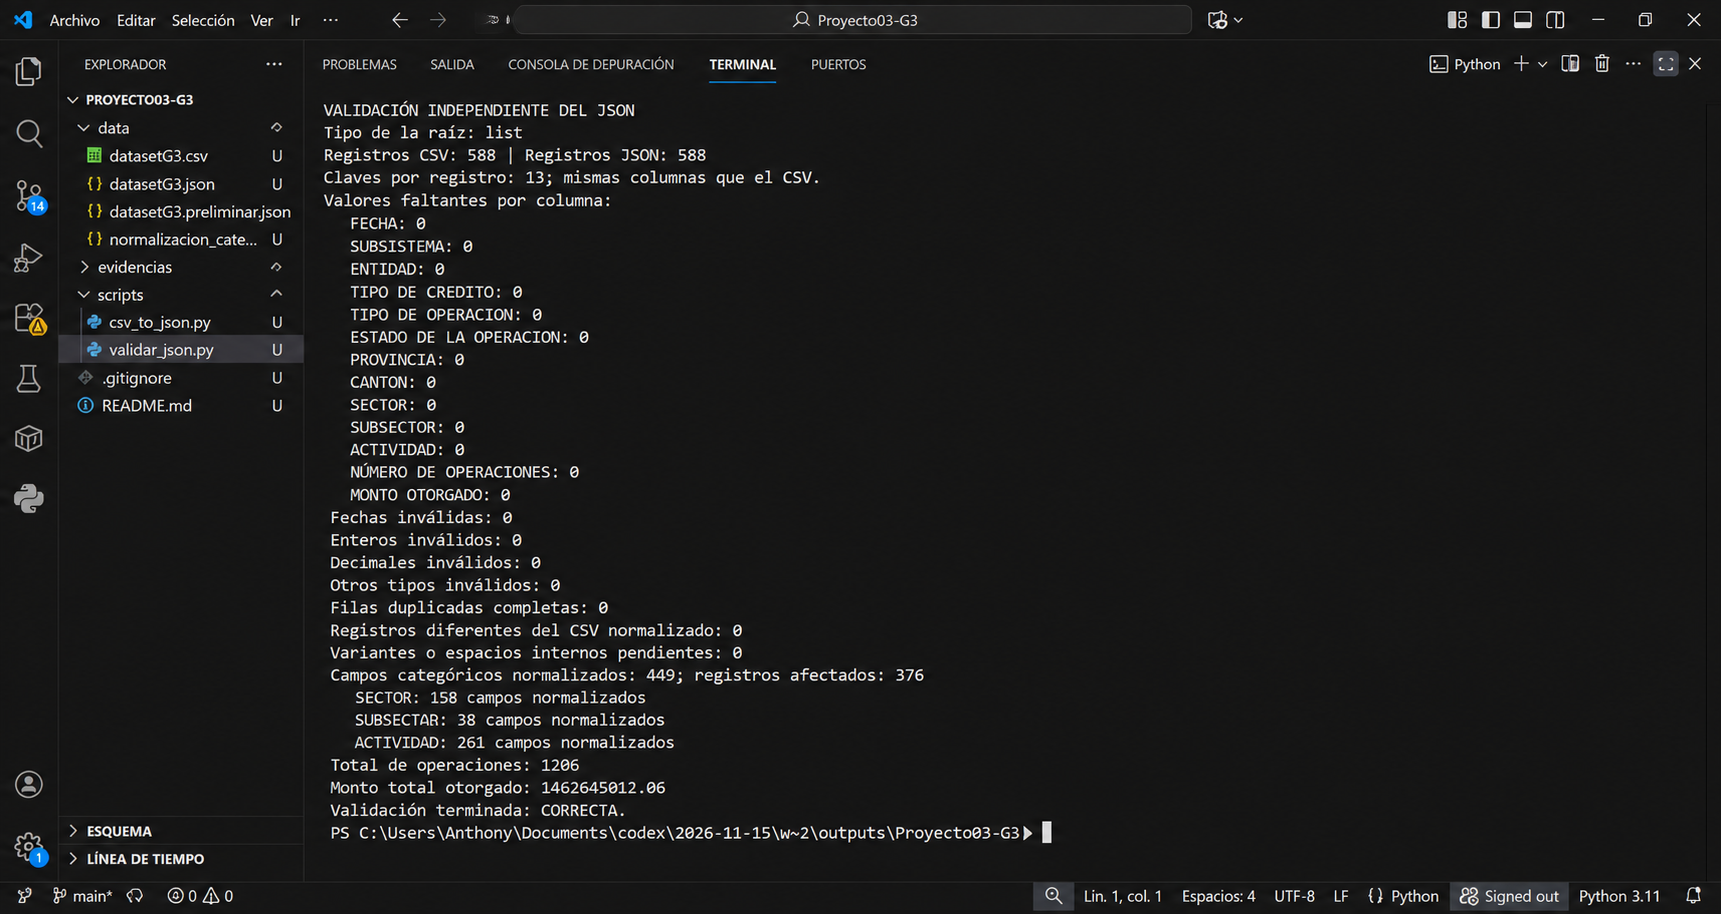 Archivo Editar Selección Ver Ir ···
Proyecto03-G3
EXPLORADOR ···
PROYECTO03-G3
data
datasetG3.csv U
datasetG3.json U
datasetG3.preliminar.json
normalizacion_cate... U
evidencias
scripts
csv_to_json.py U
validar_json.py U
.gitignore U
README.md U
ESQUEMA
LÍNEA DE TIEMPO
14
1
PROBLEMAS SALIDA CONSOLA DE DEPURACIÓN TERMINAL PUERTOS
Python
VALIDACIÓN INDEPENDIENTE DEL JSON
Tipo de la raíz: list
Registros CSV: 588 | Registros JSON: 588
Claves por registro: 13; mismas columnas que el CSV.
Valores faltantes por columna:
FECHA: 0
SUBSISTEMA: 0
ENTIDAD: 0
TIPO DE CREDITO: 0
TIPO DE OPERACION: 0
ESTADO DE LA OPERACION: 0
PROVINCIA: 0
CANTON: 0
SECTOR: 0
SUBSECTOR: 0
ACTIVIDAD: 0
NÚMERO DE OPERACIONES: 0
MONTO OTORGADO: 0
Fechas inválidas: 0
Enteros inválidos: 0
Decimales inválidos: 0
Otros tipos inválidos: 0
Filas duplicadas completas: 0
Registros diferentes del CSV normalizado: 0
Variantes o espacios internos pendientes: 0
Campos categóricos normalizados: 449; registros afectados: 376
SECTOR: 158 campos normalizados
SUBSECTAR: 38 campos normalizados
ACTIVIDAD: 261 campos normalizados
Total de operaciones: 1206
Monto total otorgado: 1462645012.06
Validación terminada: CORRECTA.
PS C:\Users\Anthony\Documents\codex\2026-11-15\w~2\outputs\Proyecto03-G3
main* 0 0
Lin. 1, col. 1 Espacios: 4 UTF-8 LF {} Python Signed out Python 3.11